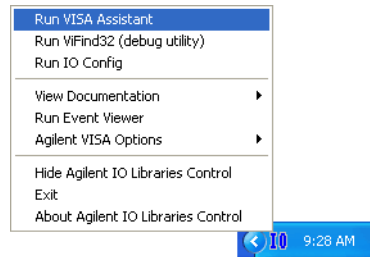 Run VISA Assistant
Run ViFind32 (debug utility)
Run IO Config
View Documentation
Run Event Viewer
Agilent VISA Options
Hide Agilent IO Libraries Control
Exit
About Agilent IO Libraries Control
IO 9:28 AM